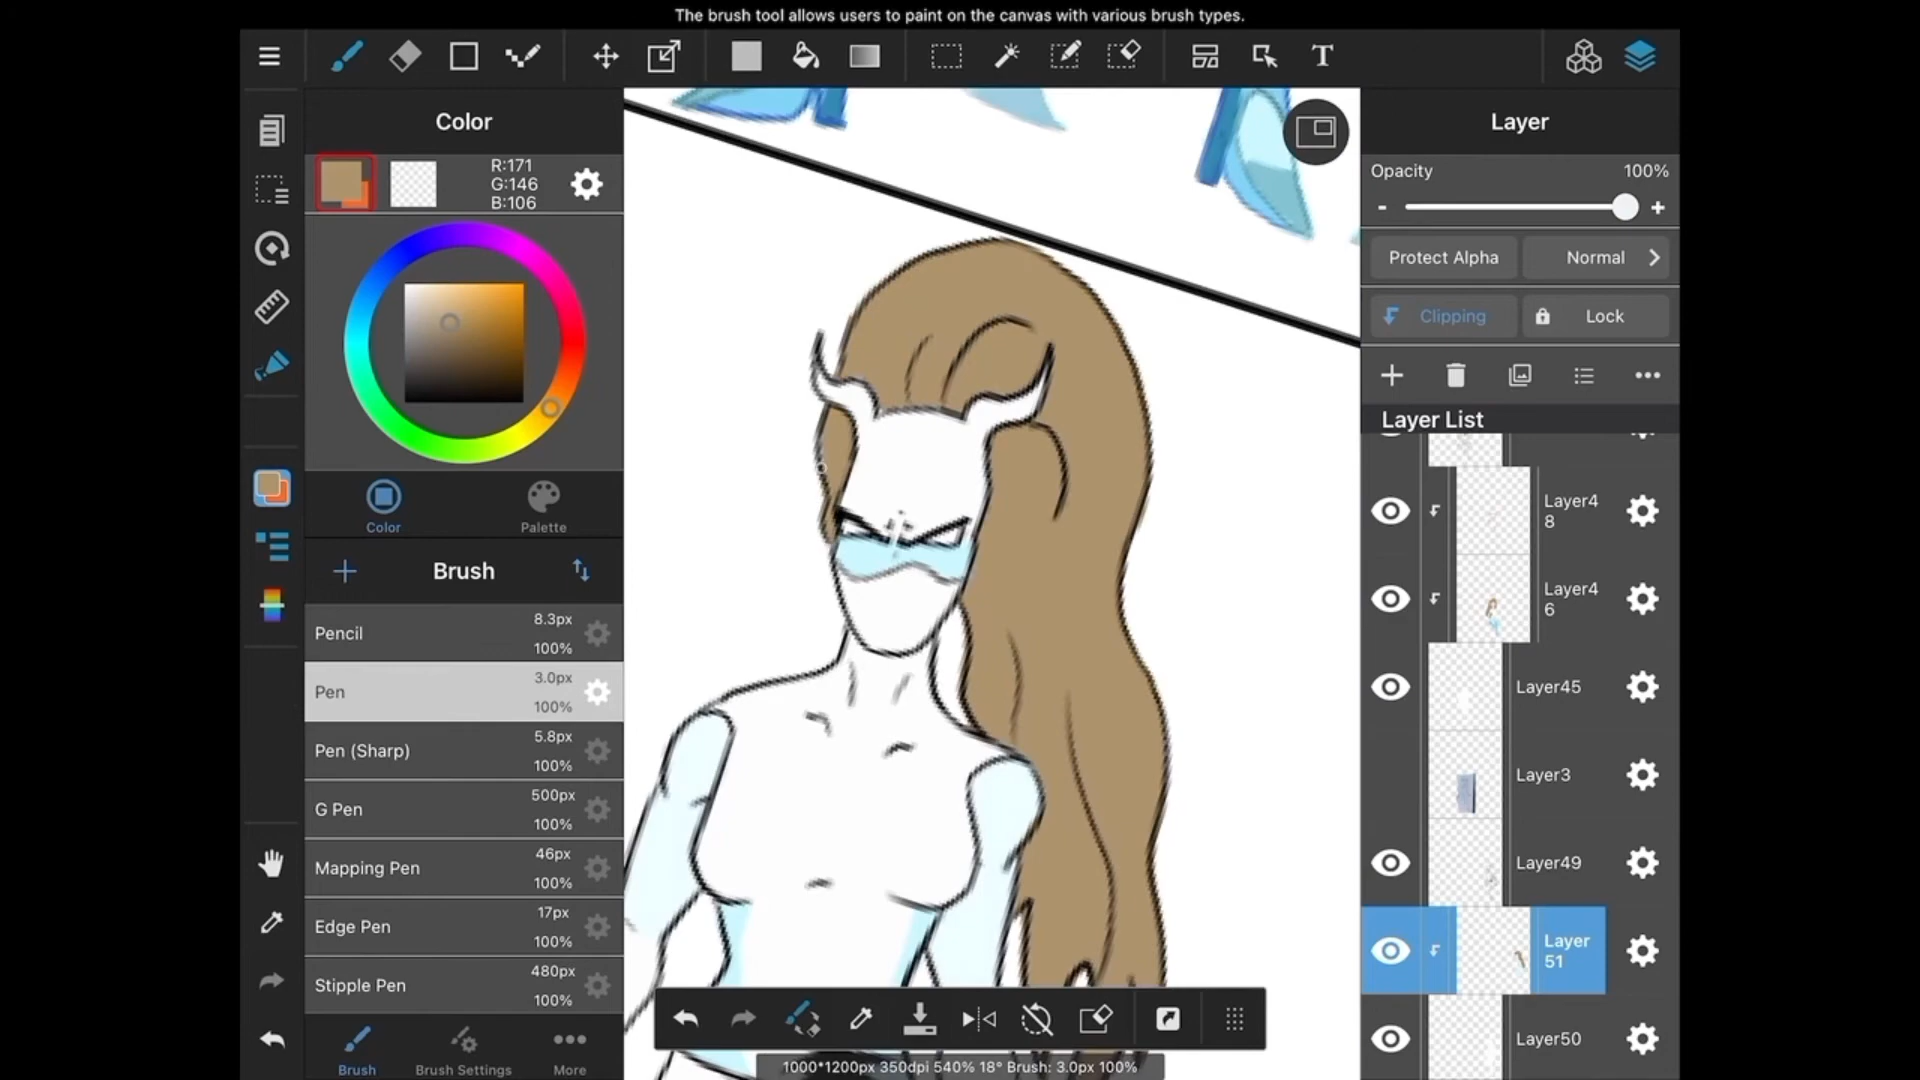 The brush tool allows users to paint on the canvas with various brush types.
T
Color
R:171
G:146
B:106
Color
Palette
Brush
Pencil
8.3px
100%
Pen
3.0px
100%
Pen (Sharp)
5.8px
100%
G Pen
500px
100%
Mapping Pen
46px
100%
Edge Pen
17px
100%
Stipple Pen
480px
100%
Brush
Brush Settings
More
1000*1200px 350dpi 540% 18° Brush: 3.0px 100%
Layer
Opacity
100%
-
+
Protect Alpha
Normal
Clipping
Lock
Layer List
Layer4
8
Layer4
6
Layer45
Layer3
Layer49
Layer
51
Layer50